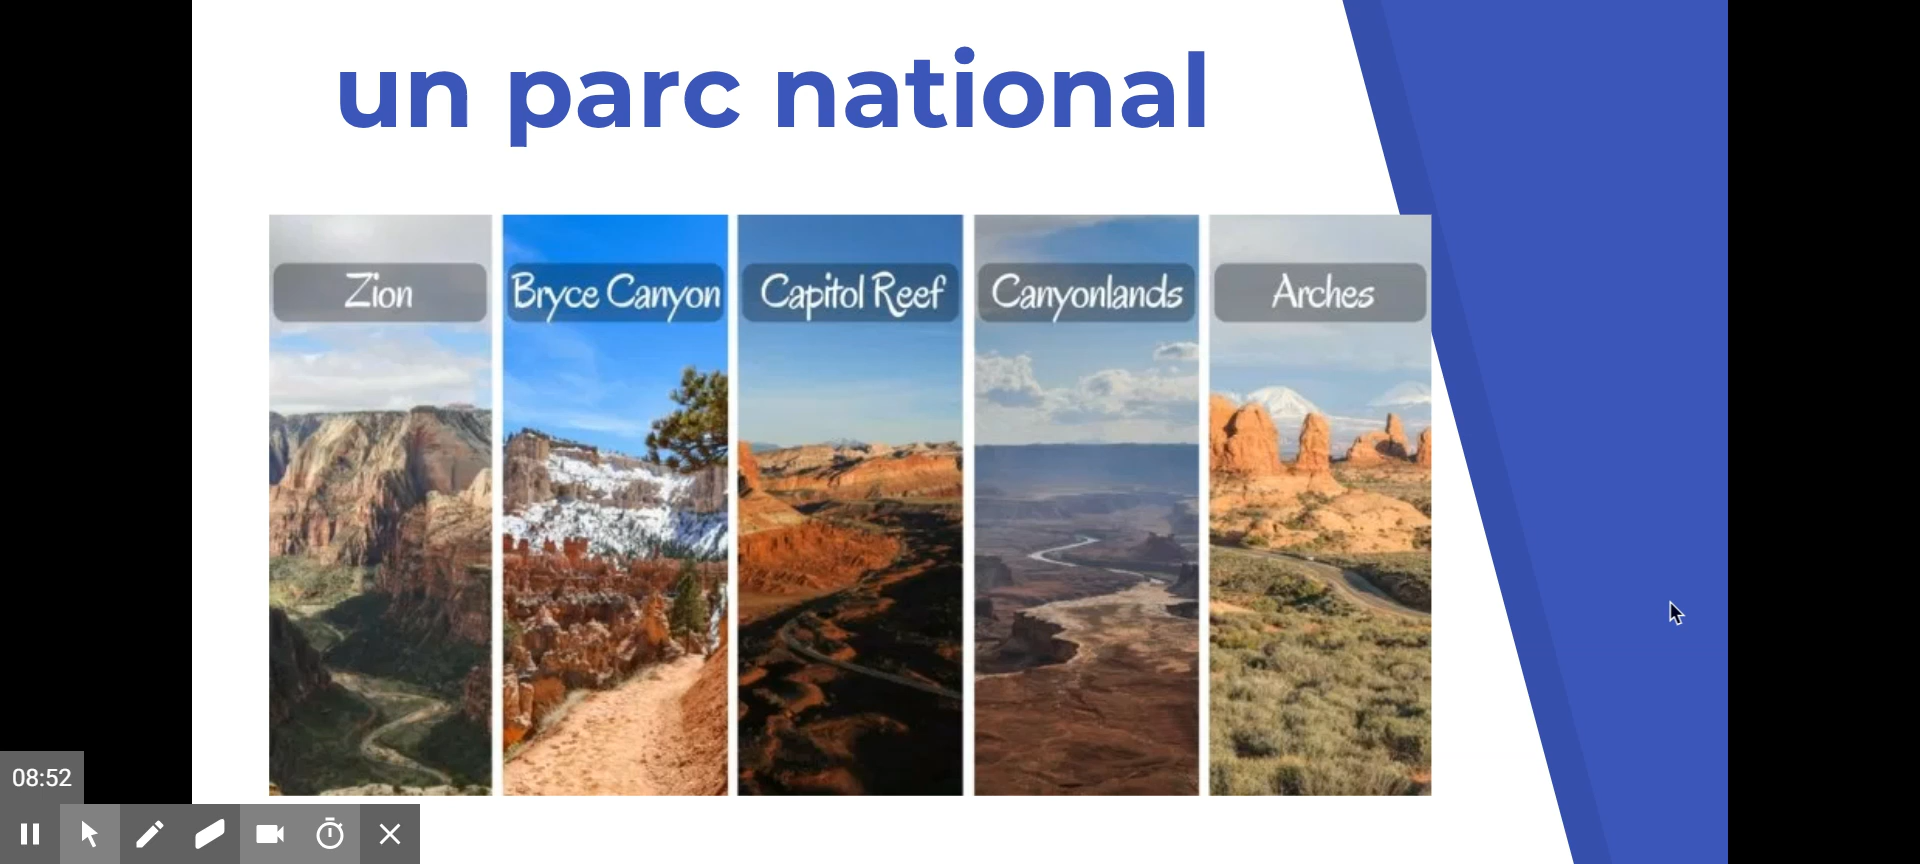 un parc national
Zion
Bryce Canyon
Capitol Reef
Canyonlands
Arches
08:52